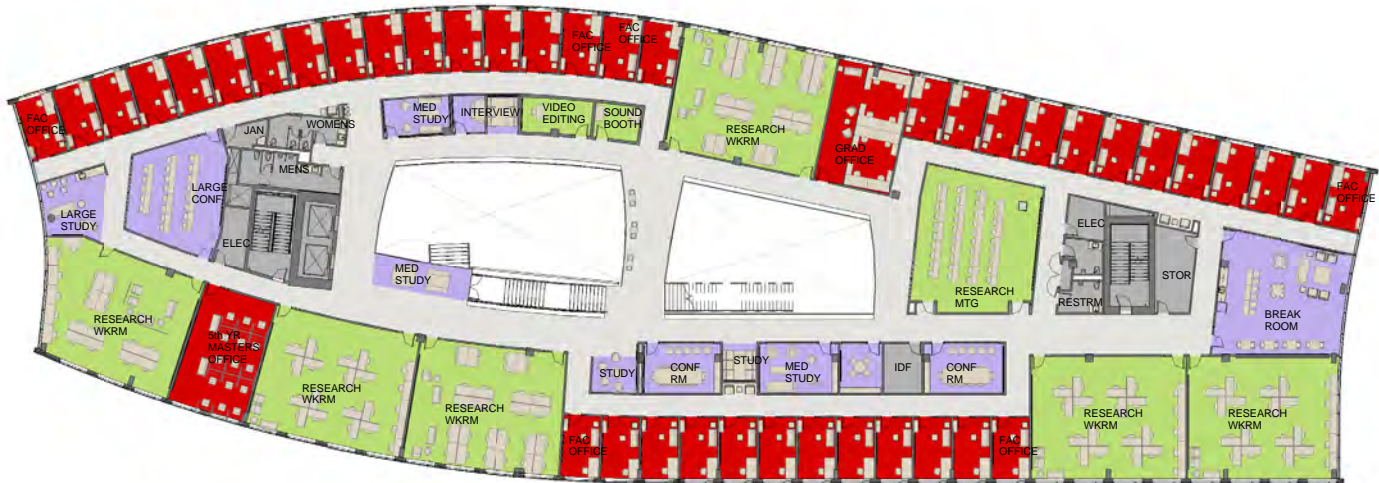 FAC
OFFICE
FAC
OFFICE
FAC
OFFICE
JAN
WOMENS
MENS
MED
STUDY
INTERVIEW
VIDEO
EDITING
SOUND
BOOTH
RESEARCH
WKRM
GRAD
OFFICE
FAC
OFFICE
LARGE
STUDY
LARGE
CONF.
ELEC
MED
STUDY
RESEARCH
MTG
ELEC
RESTRM
STOR
BREAK
ROOM
RESEARCH
WKRM
5th YR
MASTERS
OFFICE
RESEARCH
WKRM
RESEARCH
WKRM
STUDY
CONF
RM
STUDY
MED
STUDY
IDF
CONF
RM
FAC
OFFICE
FAC
OFFICE
RESEARCH
WKRM
RESEARCH
WKRM